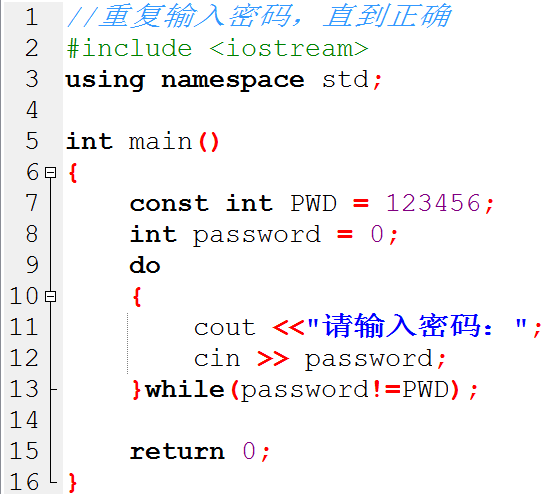 1 //重复输入密码，直到正确
2 #include <iostream>
3 using namespace std;
4
5 int main()
6 {
7     const int PWD = 123456;
8     int password = 0;
9     do
10     {
11         cout <<"请输入密码：";
12         cin >> password;
13     }while(password!=PWD);
14
15     return 0;
16 }